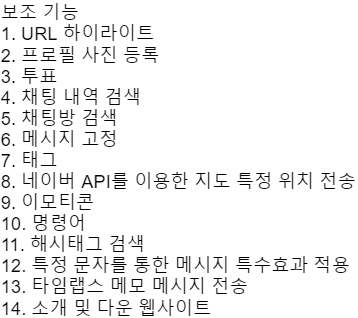 보조 기능
1. URL 하이라이트
2. 프로필 사진 등록
3. 투표
4. 채팅 내역 검색
5. 채팅방 검색
6. 메시지 고정
7. 태그
8. 네이버 API를 이용한 지도 특정 위치 전송
9. 이모티콘
10. 명령어
11. 해시태그 검색
12. 특정 문자를 통한 메시지 특수효과 적용
13. 타임랩스 메모 메시지 전송
14. 소개 및 다운 웹사이트